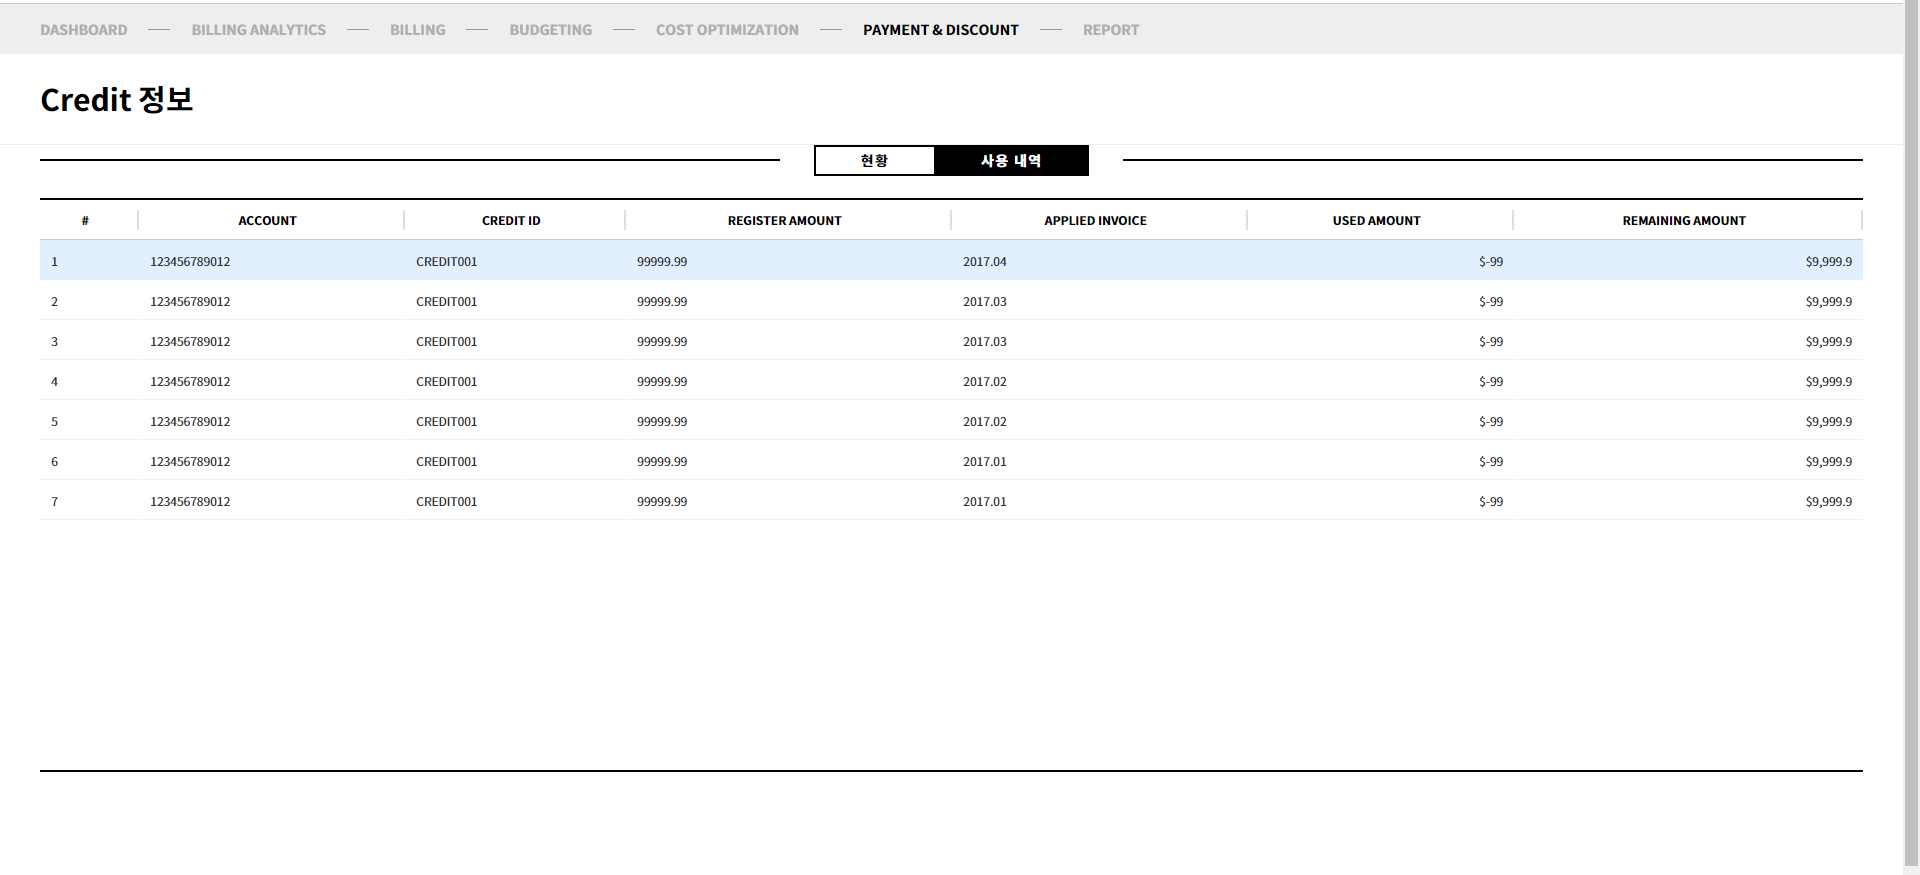 DASHBOARD — BILLING ANALYTICS — BILLING — BUDGETING — COST OPTIMIZATION — PAYMENT & DISCOUNT — REPORT
Credit 정보
현황 사용 내역
# ACCOUNT CREDIT ID REGISTER AMOUNT APPLIED INVOICE USED AMOUNT REMAINING AMOUNT
1 123456789012 CREDIT001 99999.99 2017.04 $-99 $9,999.9
2 123456789012 CREDIT001 99999.99 2017.03 $-99 $9,999.9
3 123456789012 CREDIT001 99999.99 2017.03 $-99 $9,999.9
4 123456789012 CREDIT001 99999.99 2017.02 $-99 $9,999.9
5 123456789012 CREDIT001 99999.99 2017.02 $-99 $9,999.9
6 123456789012 CREDIT001 99999.99 2017.01 $-99 $9,999.9
7 123456789012 CREDIT001 99999.99 2017.01 $-99 $9,999.9